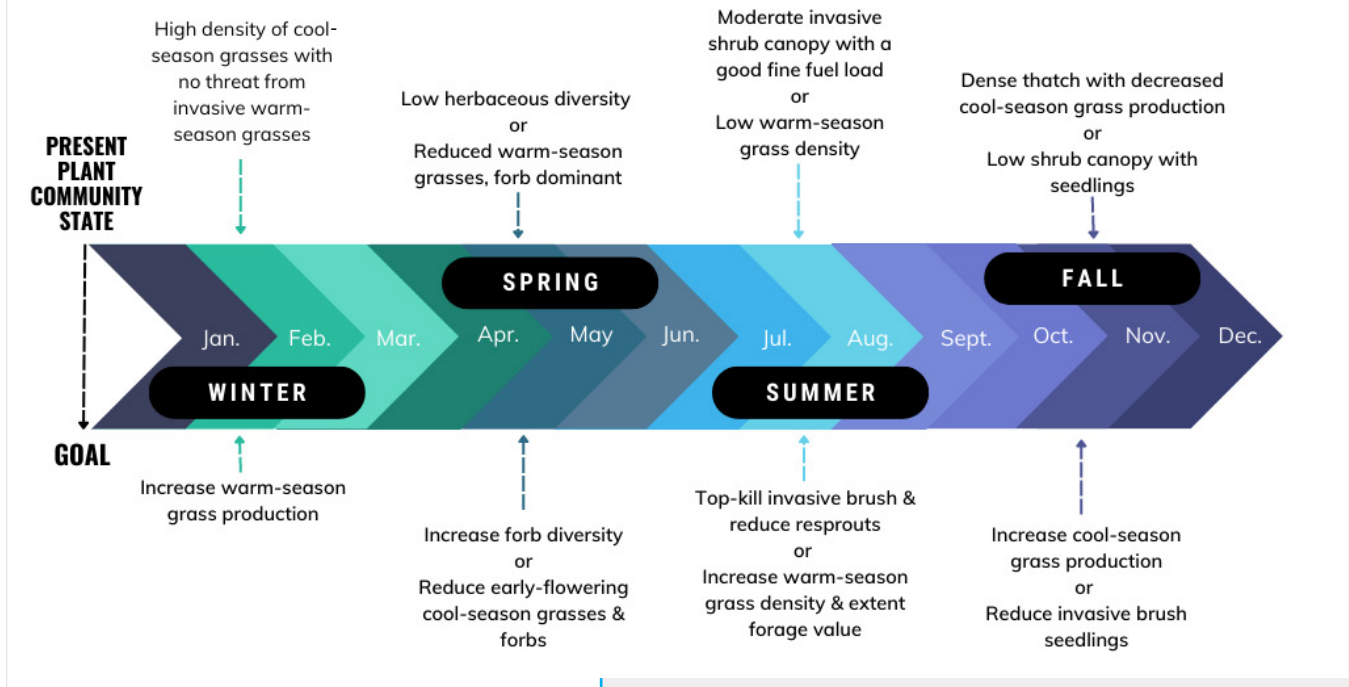 High density of cool-
season grasses with
no threat from
invasive warm-
season grasses
Low herbaceous diversity
or
Reduced warm-season
grasses, forb dominant
Moderate invasive
shrub canopy with a
good fine fuel load
or
Low warm-season
grass density
Dense thatch with decreased
cool-season grass production
or
Low shrub canopy with
seedlings
PRESENT
PLANT
COMMUNITY
STATE
SPRING
FALL
Jan.
Feb.
Mar.
Apr.
May
Jun.
Jul.
Aug.
Sept.
Oct.
Nov.
Dec.
WINTER
SUMMER
GOAL
Increase warm-season
grass production
Increase forb diversity
or
Reduce early-flowering
cool-season grasses &
forbs
Top-kill invasive brush &
reduce resprouts
or
Increase warm-season
grass density & extent
forage value
Increase cool-season
grass production
or
Reduce invasive brush
seedlings